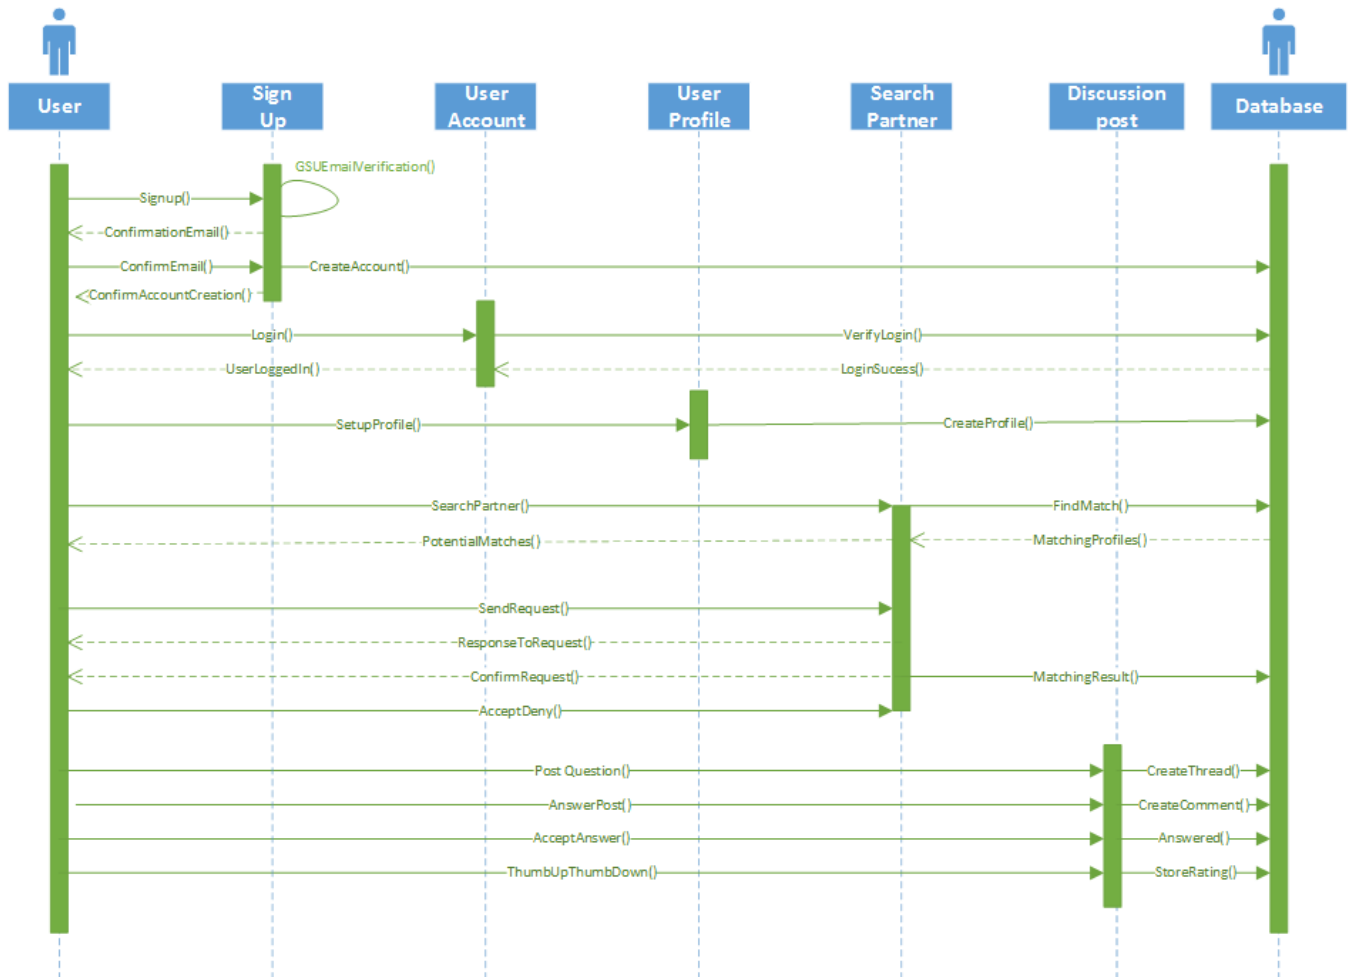 User
Sign
Up
User
Account
User
Profile
Search
Partner
Discussion
post
Database
GSUEmailVerification()
Signup()
ConfirmationEmail()
ConfirmEmail()
CreateAccount()
ConfirmAccountCreation()
Login()
VerifyLogin()
UserLoggedIn()
LoginSucess()
SetupProfile()
CreateProfile()
SearchPartner()
FindMatch()
PotentialMatches()
MatchingProfiles()
SendRequest()
ResponseToRequest()
ConfirmRequest()
MatchingResult()
AcceptDeny()
Post Question()
CreateThread()
AnswerPost()
CreateComment()
AcceptAnswer()
Answered()
ThumbUpThumbDown()
StoreRating()